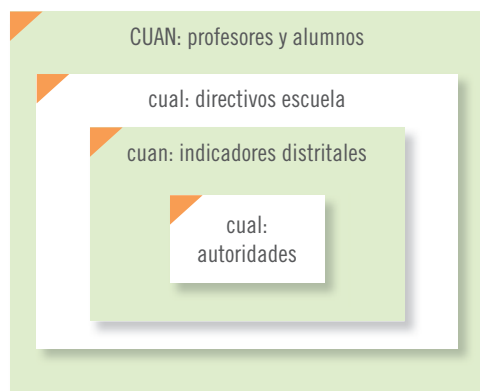 CUAN: profesores y alumnos
cual: directivos escuela
cuan: indicadores distritales
cual:
autoridades